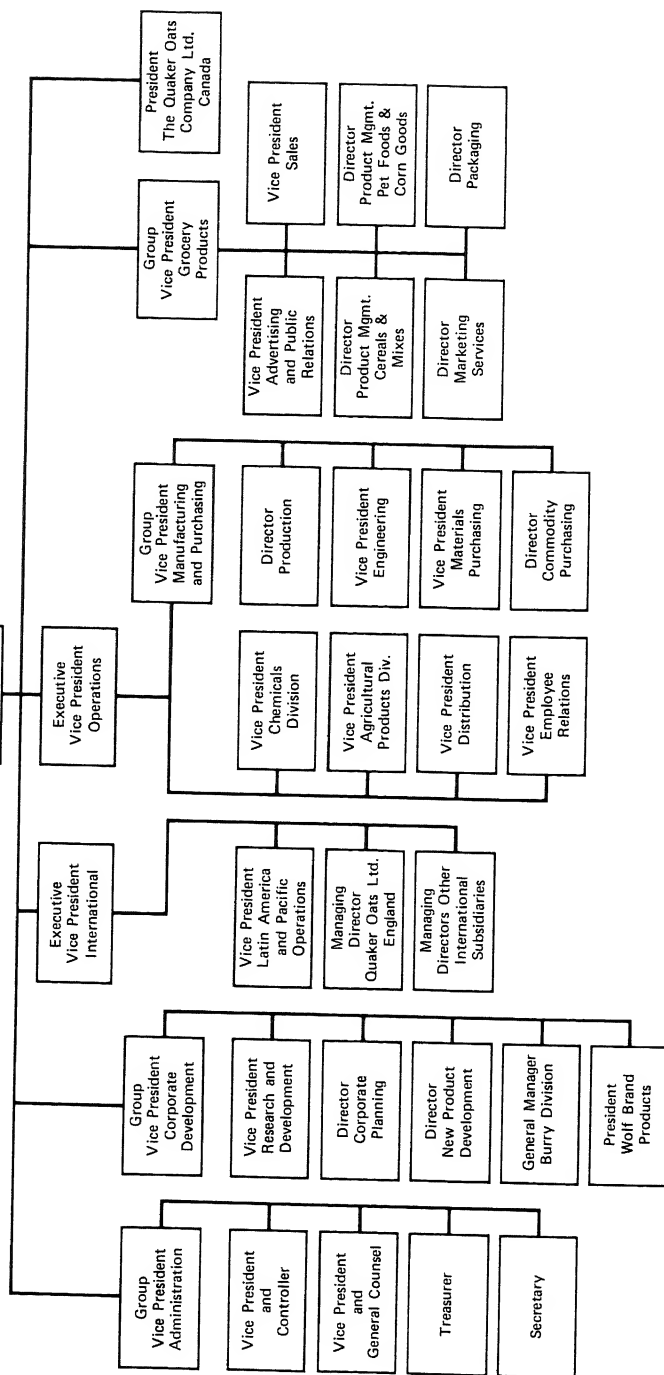 Executive
Vice President
International
Executive
Vice President
Operations
Group
Vice President
Administration
Vice President
and
Controller
Vice President
and
General Counsel
Treasurer
Secretary
Group
Vice President
Corporate
Development
Vice President
Research and
Development
Director
Corporate
Planning
Director
New Product
Development
General Manager
Burry Division
President
Wolf Brand
Products
Vice President
Latin America
and Pacific
Operations
Managing
Director
Quaker Oats Ltd.
England
Managing
Directors Other
International
Subsidiaries
Vice President
Chemicals
Division
Vice President
Agricultural
Products Div.
Vice President
Distribution
Vice President
Employee
Relations
Group
Vice President
Manufacturing
and Purchasing
Director
Production
Vice President
Engineering
Vice President
Materials
Purchasing
Director
Commodity
Purchasing
Group
Vice President
Grocery
Products
Vice President
Advertising
and Public
Relations
Director
Product Mgmt.
Cereals &
Mixes
Director
Marketing
Services
Vice President
Sales
Director
Product Mgmt.
Pet Foods &
Corn Goods
Director
Packaging
President
The Quaker Oats
Company Ltd.
Canada